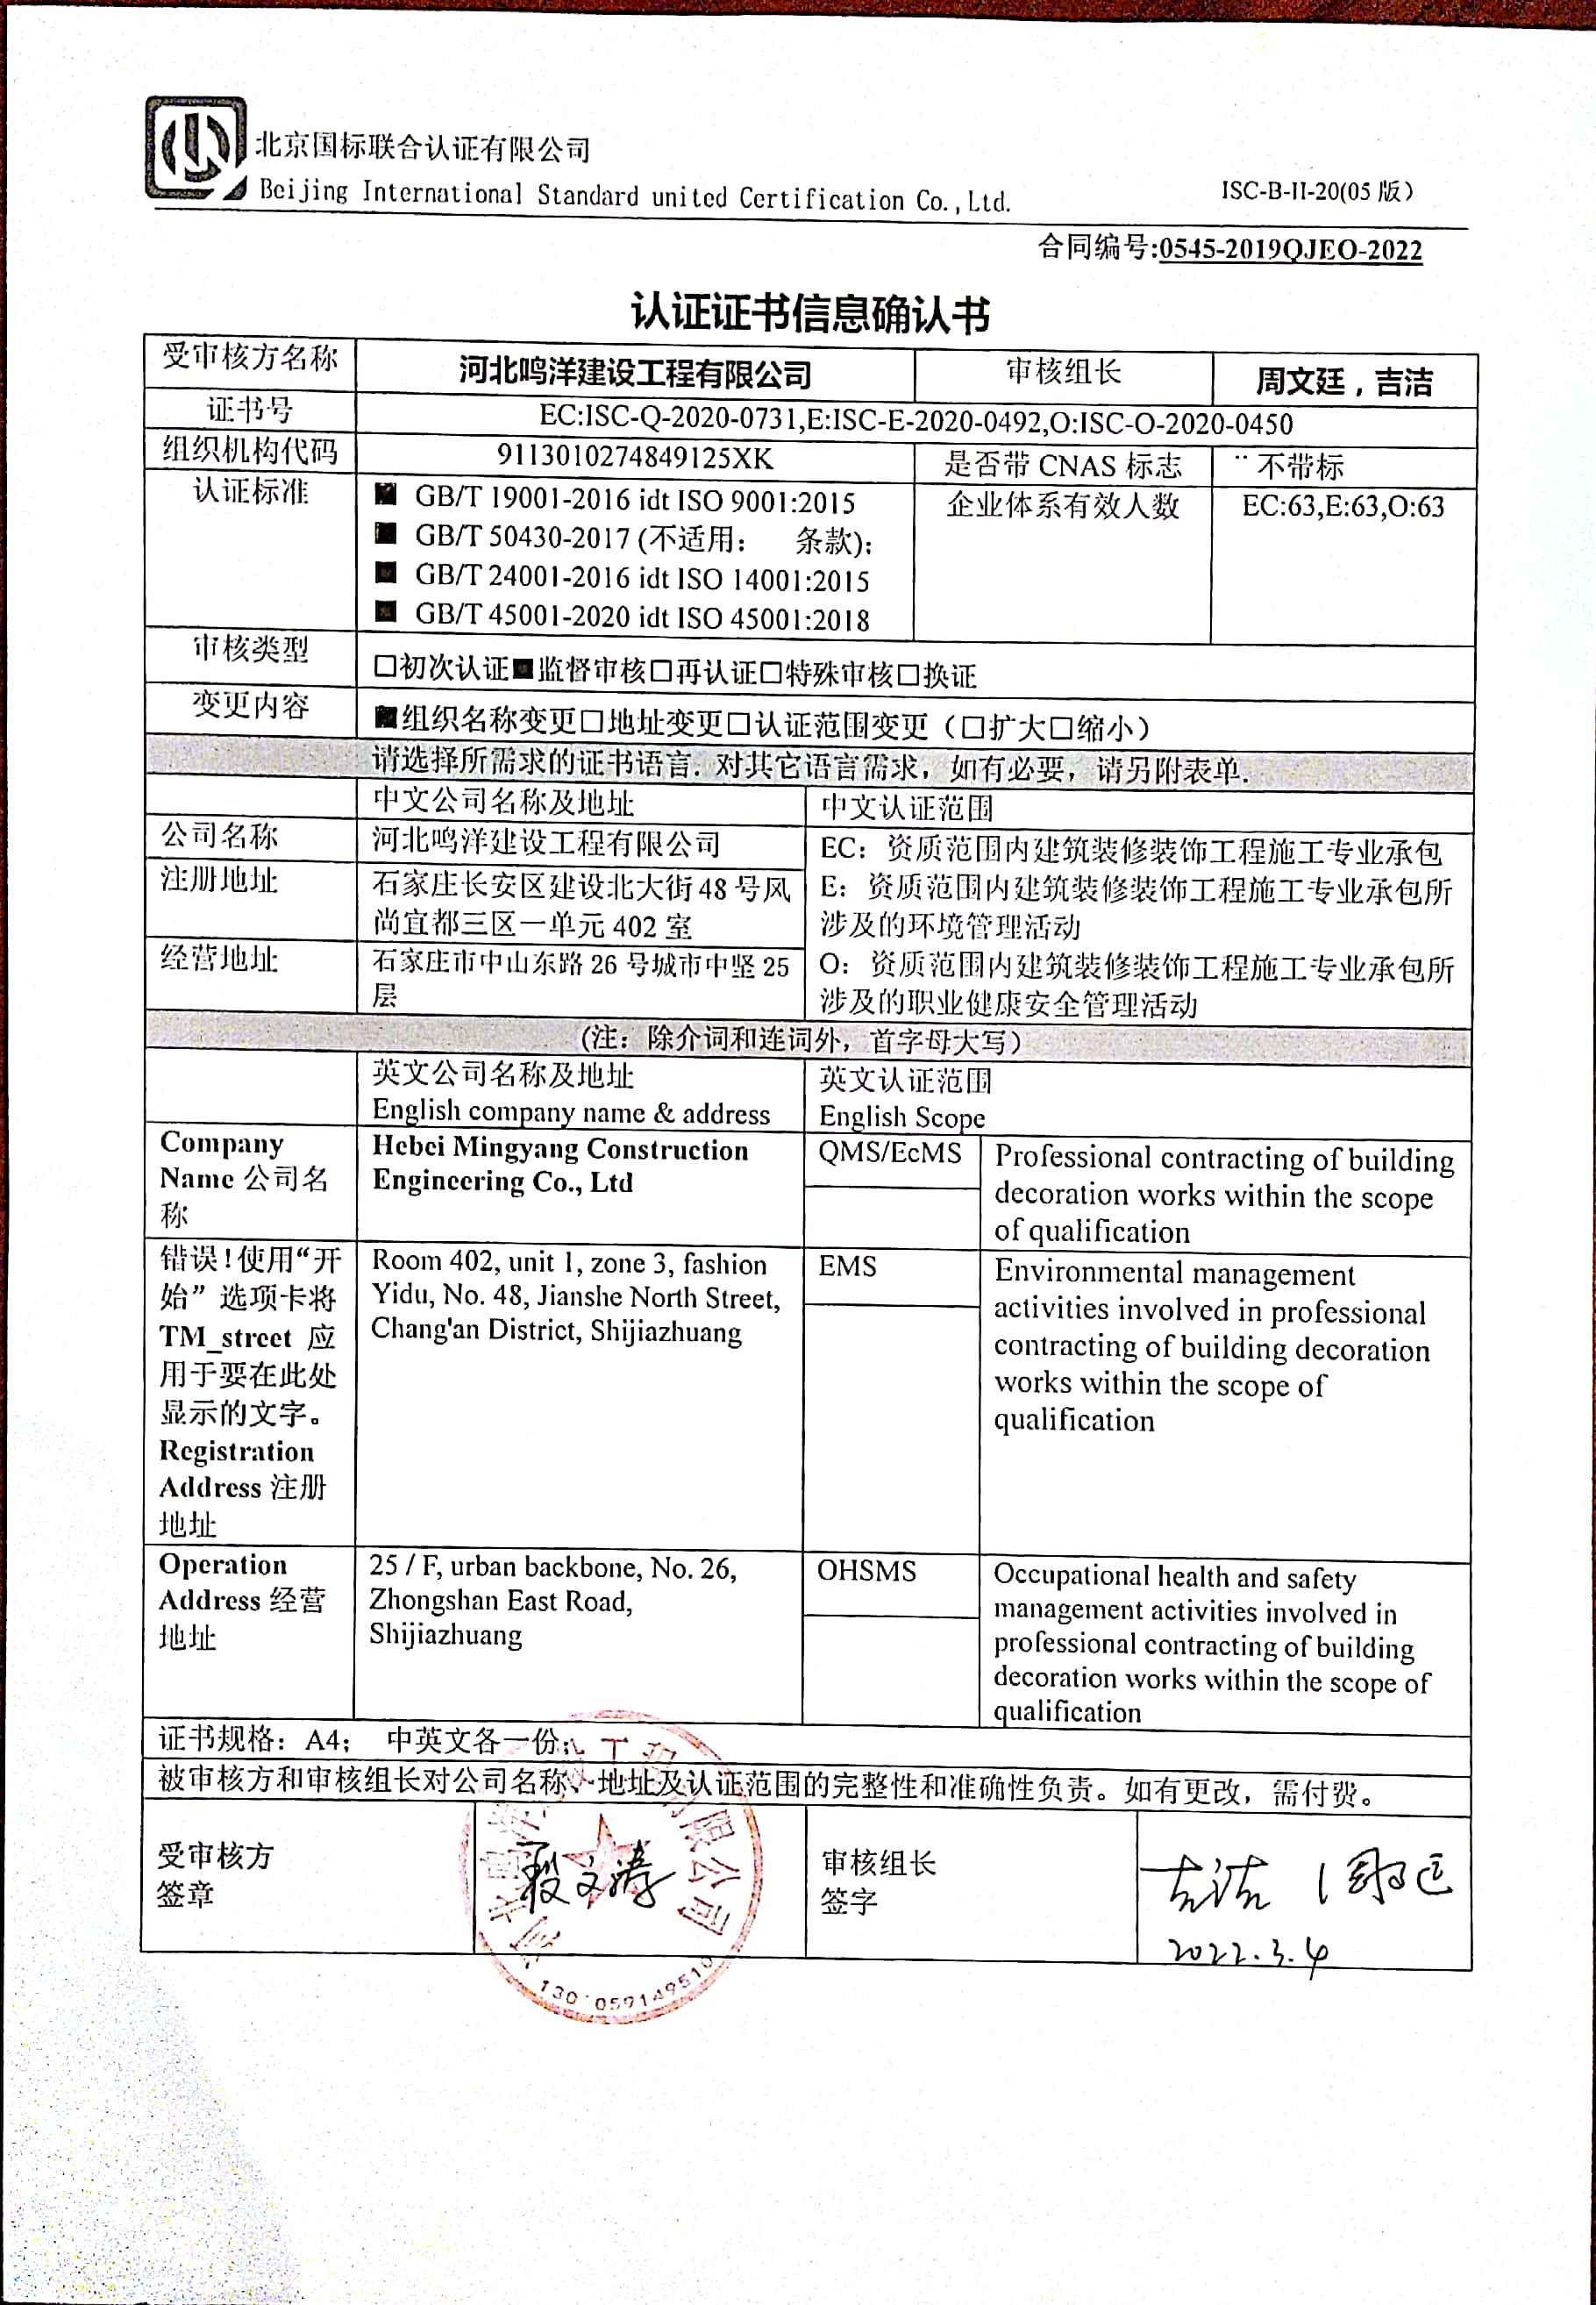 北京国标联合认证有限公司
Beijing International Standard united Certification Co.,Ltd.
ISC-B-II-20(05 版)
合同编号:0545-2019QJEO-2022
认证证书信息确认书
受审核方名称 河北鸣洋建设工程有限公司 审核组长 周文廷，吉洁
证书号 EC:ISC-Q-2020-0731,E:ISC-E-2020-0492,O:ISC-O-2020-0450
组织机构代码 9113010274849125XK 是否带 CNAS 标志 ¨ 不带标
认证标准 ■ GB/T 19001-2016 idt ISO 9001:2015 企业体系有效人数 EC:63,E:63,O:63
■ GB/T 50430-2017 (不适用： 条款);
■ GB/T 24001-2016 idt ISO 14001:2015
■ GB/T 45001-2020 idt ISO 45001:2018
审核类型 □初次认证■监督审核□再认证□特殊审核□换证
变更内容 ■组织名称变更□地址变更□认证范围变更（□扩大□缩小）
请选择所需求的证书语言. 对其它语言需求，如有必要，请另附表单.
中文公司名称及地址 中文认证范围
公司名称 河北鸣洋建设工程有限公司
注册地址 石家庄长安区建设北大街 48 号风
尚宜都三区一单元 402 室
经营地址 石家庄市中山东路 26 号城市中坚 25
层
EC：资质范围内建筑装修装饰工程施工专业承包
E：资质范围内建筑装修装饰工程施工专业承包所
涉及的环境管理活动
O：资质范围内建筑装修装饰工程施工专业承包所
涉及的职业健康安全管理活动
(注：除介词和连词外，首字母大写)
英文公司名称及地址
English company name & address
英文认证范围
English Scope
Company
Name 公司名
称
Hebei Mingyang Construction
Engineering Co., Ltd
QMS/EcMS
Professional contracting of building
decoration works within the scope
of qualification
错误!使用“开
始”选项卡将
TM_street 应
用于要在此处
显示的文字。
Registration
Address 注册
地址
Room 402, unit 1, zone 3, fashion
Yidu, No. 48, Jianshe North Street,
Chang'an District, Shijiazhuang
EMS
Environmental management
activities involved in professional
contracting of building decoration
works within the scope of
qualification
Operation
Address 经营
地址
25 / F, urban backbone, No. 26,
Zhongshan East Road,
Shijiazhuang
OHSMS
Occupational health and safety
management activities involved in
professional contracting of building
decoration works within the scope of
qualification
证书规格：A4； 中英文各一份；
被审核方和审核组长对公司名称、地址及认证范围的完整性和准确性负责。如有更改，需付费。
受审核方
签章
审核组长
签字
吉洁
2022.3.4